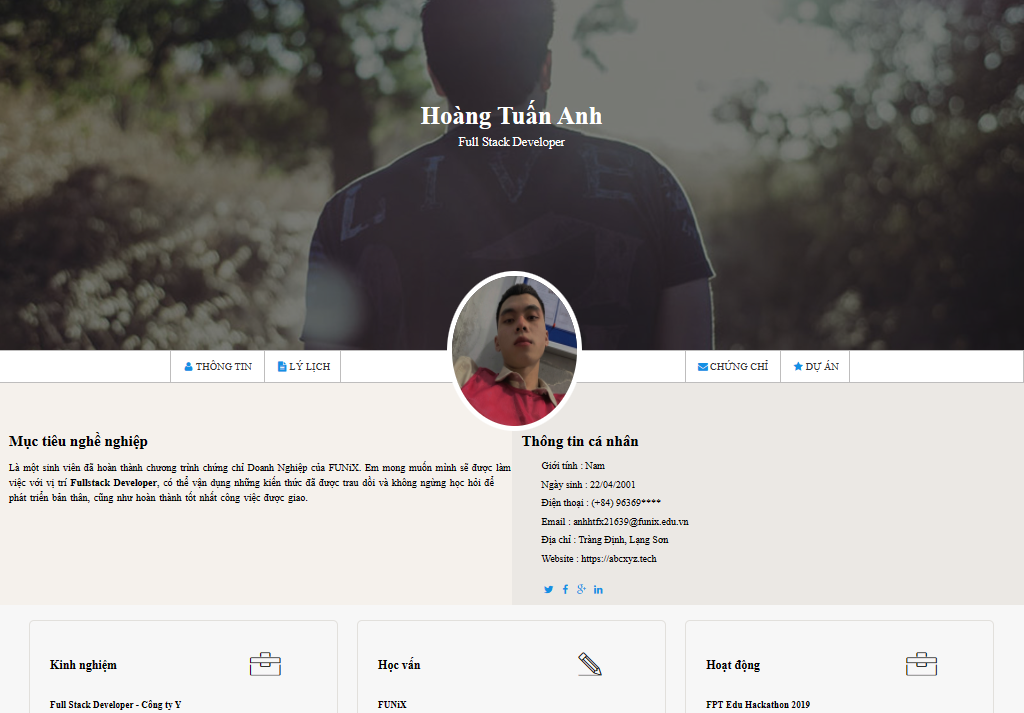 Hoàng Tuấn Anh
Full Stack Developer
THÔNG TIN
LÝ LỊCH
CHỨNG CHỈ
DỰ ÁN
Mục tiêu nghề nghiệp
Là một sinh viên đã hoàn thành chương trình chứng chỉ Doanh Nghiệp của FUNiX. Em mong muốn mình sẽ được làm
việc với vị trí Fullstack Developer, có thể vận dụng những kiến thức đã được trau dồi và không ngừng học hỏi để
phát triển bản thân, cũng như hoàn thành tốt nhất công việc được giao.
Thông tin cá nhân
Giới tính : Nam
Ngày sinh : 22/04/2001
Điện thoại : (+84) 96369****
Email : anhhtfx21639@funix.edu.vn
Địa chỉ : Tràng Định, Lạng Sơn
Website : https://abcxyz.tech
Kinh nghiệm
Full Stack Developer - Công ty Y
Học vấn
FUNiX
Hoạt động
FPT Edu Hackathon 2019